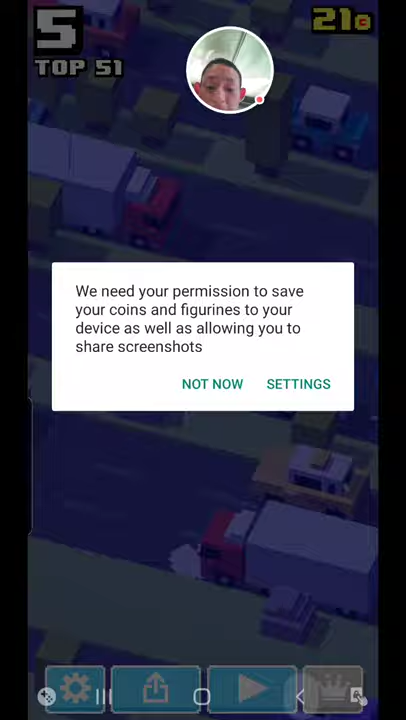 5
21
TOP 51
We need your permission to save
your coins and figurines to your
device as well as allowing you to
share screenshots
NOT NOW
SETTINGS